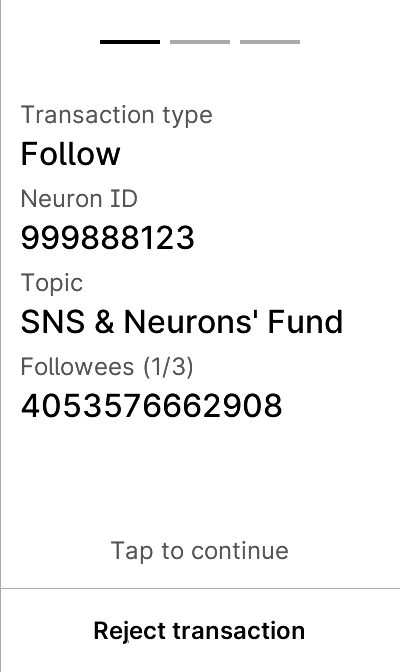 Transaction type
Follow
Neuron ID
999888123
Topic
SNS & Neurons' Fund
Followees (1/3)
4053576662908
Tap to continue
Reject transaction